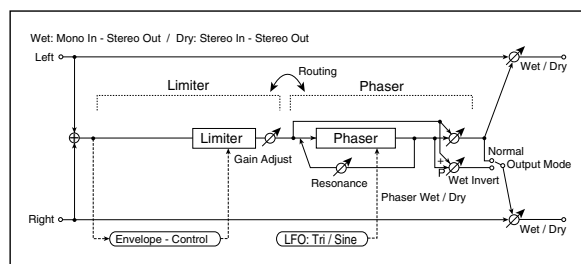 Wet: Mono In - Stereo Out / Dry: Stereo In - Stereo Out
Left
Wet / Dry
Routing
Limiter
Phaser
Limiter
Phaser
Gain Adjust
Normal
Output Mode
+
P
Wet Invert
Resonance
Phaser Wet / Dry
Right
Wet / Dry
Envelope - Control
LFO: Tri / Sine